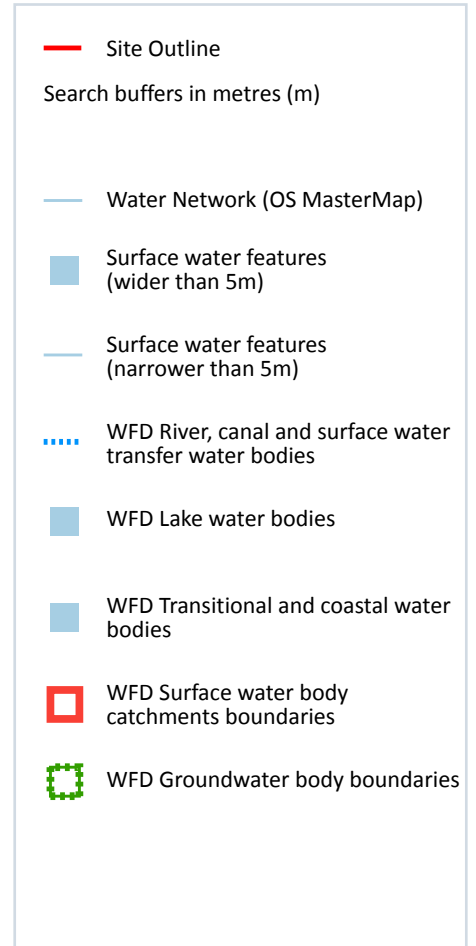 Site Outline
Search buffers in metres (m)
Water Network (OS MasterMap)
Surface water features
(wider than 5m)
Surface water features
(narrower than 5m)
WFD River, canal and surface water
transfer water bodies
WFD Lake water bodies
WFD Transitional and coastal water
bodies
WFD Surface water body
catchments boundaries
WFD Groundwater body boundaries